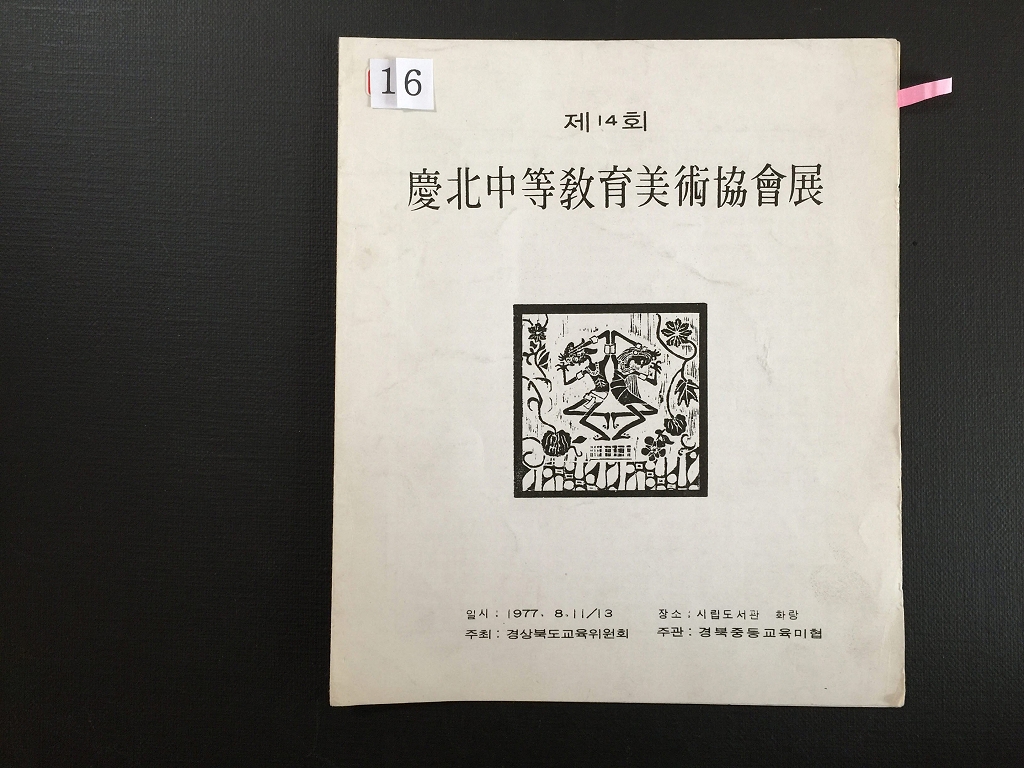 16
제14회
慶北中等敎育美術協會展
일시 : 1977. 8.11/13 장소 : 시립도서관 화랑
주최 : 경상북도교육위원회 주관 : 경북중등교육미협